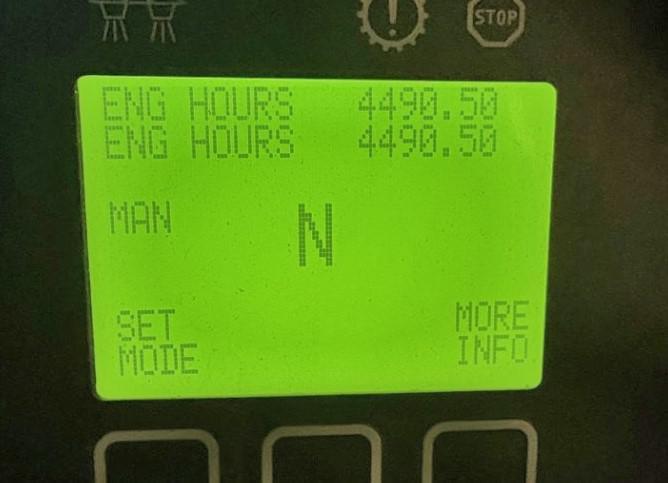 STOP
ENG HOURS 4490.50
ENG HOURS 4490.50
MAN N
SET
MODE
MORE
INFO